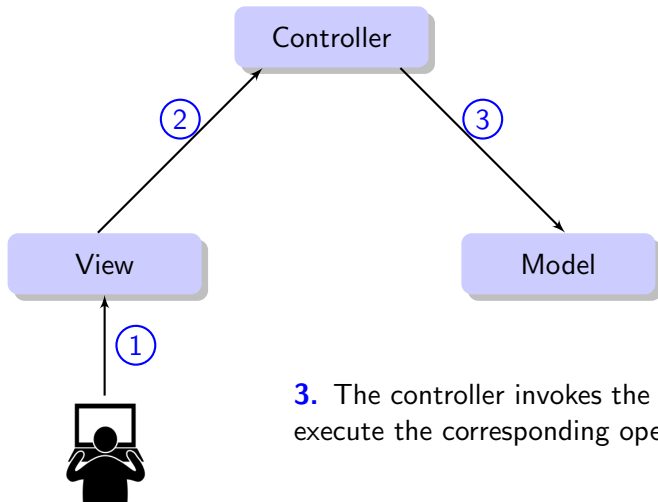 Controller
2
3
View
Model
1
3. The controller invokes the
execute the corresponding ope